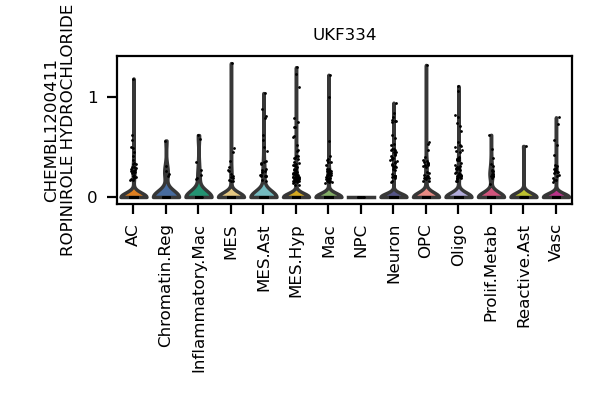 UKF334
CHEMBL1200411
ROPINIROLE HYDROCHLORIDE
1
0
AC
Chromatin.Reg
Inflammatory.Mac
MES
MES.Ast
MES.Hyp
Mac
NPC
Neuron
OPC
Oligo
Prolif.Metab
Reactive.Ast
Vasc